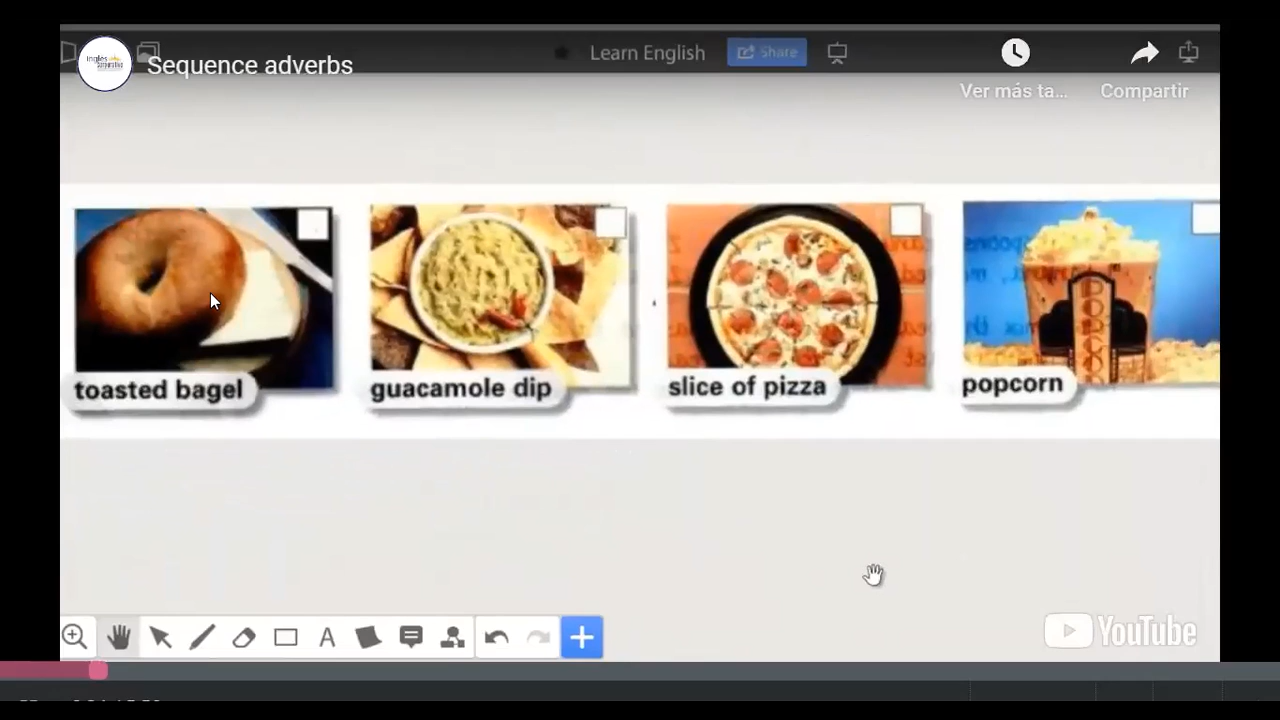 Learn English
Share
Sequence adverbs
Ver más ta...
Compartir
toasted bagel
guacamole dip
slice of pizza
popcorn
A
YouTube